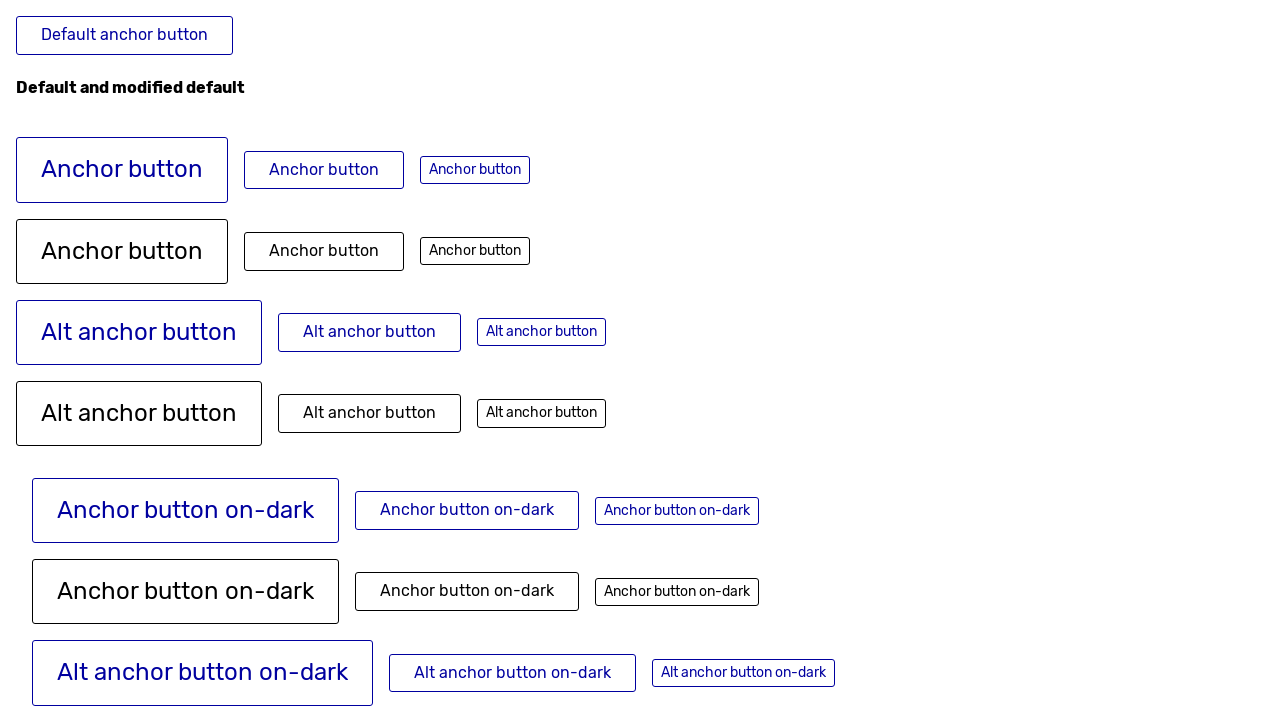 Default anchor button
Default and modified default
Anchor button Anchor button Anchor button
Anchor button Anchor button Anchor button
Alt anchor button Alt anchor button Alt anchor button
Alt anchor button Alt anchor button Alt anchor button
Anchor button on-dark Anchor button on-dark Anchor button on-dark
Anchor button on-dark Anchor button on-dark Anchor button on-dark
Alt anchor button on-dark Alt anchor button on-dark Alt anchor button on-dark